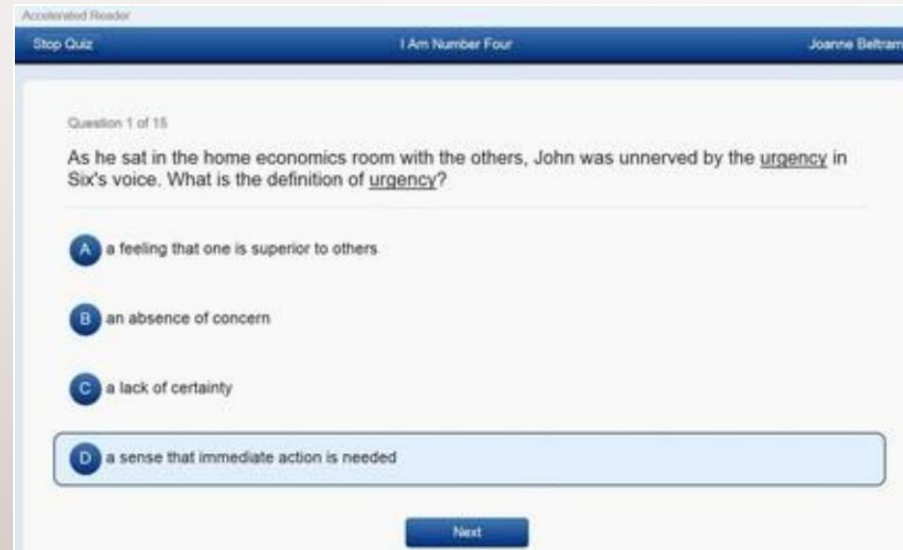 Accelerated Reader
Stop Quiz
I Am Number Four
Joanne Beltram
Question 1 of 15
As he sat in the home economics room with the others, John was unnerved by the urgency in
Six's voice. What is the definition of urgency?
A a feeling that one is superior to others
B an absence of concern
C a lack of certainty
D a sense that immediate action is needed
Next